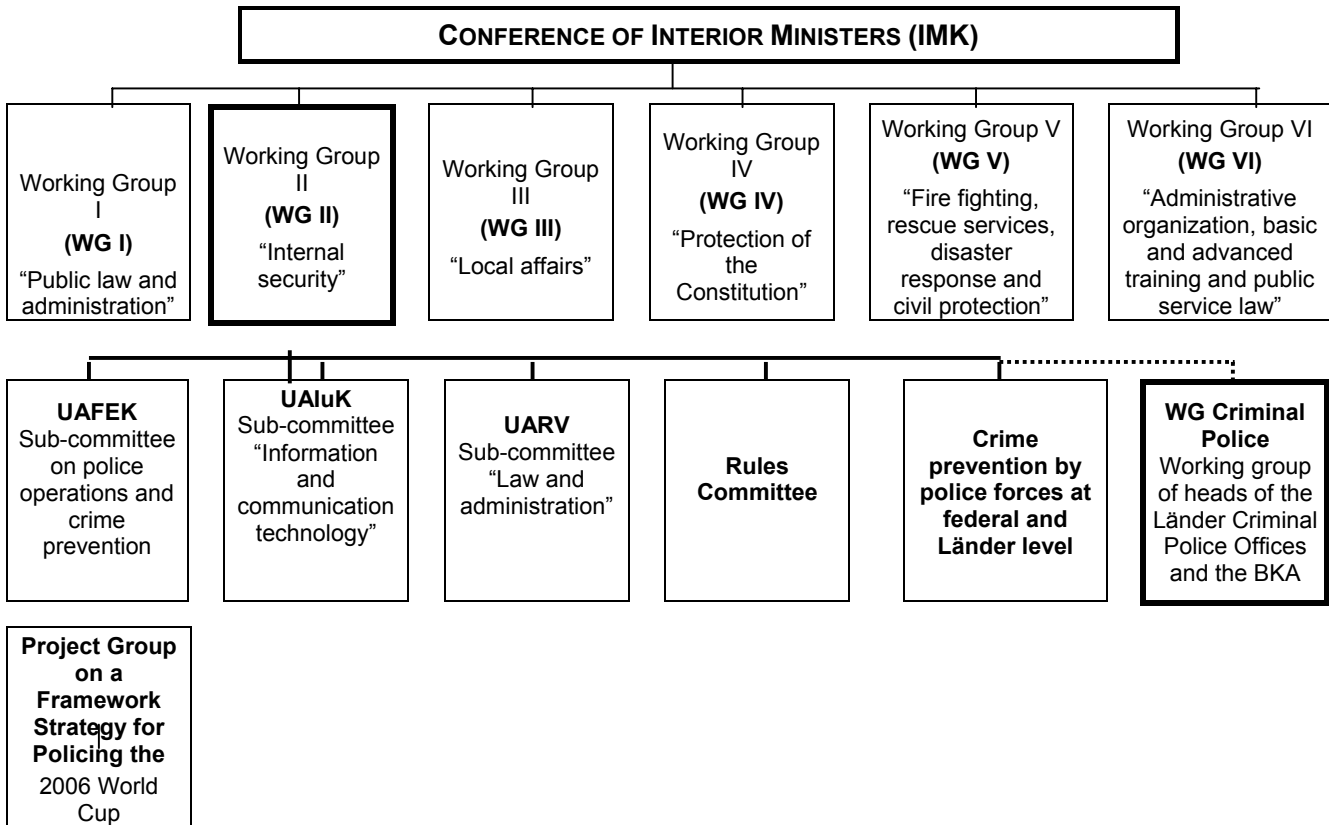 CONFERENCE OF INTERIOR MINISTERS (IMK)
Working Group
I
(WG I)
“Public law and
administration”
Working Group
II
(WG II)
“Internal
security”
Working Group
III
(WG III)
“Local affairs”
Working Group
IV
(WG IV)
“Protection of
the
Constitution”
Working Group V
(WG V)
“Fire fighting,
rescue services,
disaster
response and
civil protection”
Working Group VI
(WG VI)
“Administrative
organization, basic
and advanced
training and public
service law”
UAFEK
Sub-committee
on police
operations and
crime
prevention
UAIuK
Sub-committee
“Information
and
communication
technology”
UARV
Sub-committee
“Law and
administration”
Rules
Committee
Crime
prevention by
police forces at
federal and
Länder level
WG Criminal
Police
Working group
of heads of the
Länder Criminal
Police Offices
and the BKA
Project Group
on a
Framework
Strategy for
Policing the
2006 World
Cup